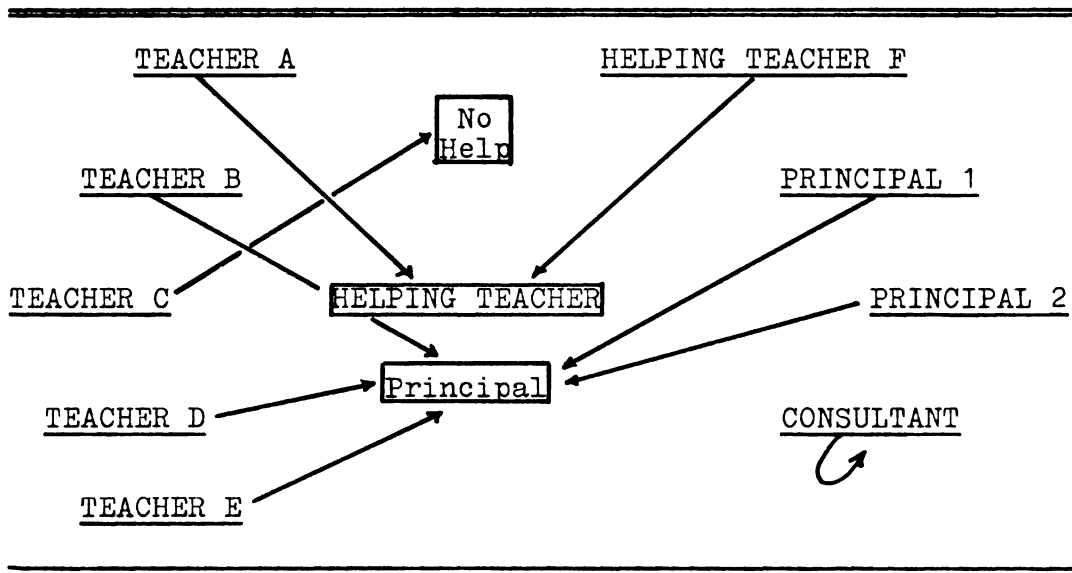 TEACHER A
HELPING TEACHER F
No
Help
TEACHER B
PRINCIPAL 1
TEACHER C
HELPING TEACHER
PRINCIPAL 2
Principal
TEACHER D
CONSULTANT
TEACHER E